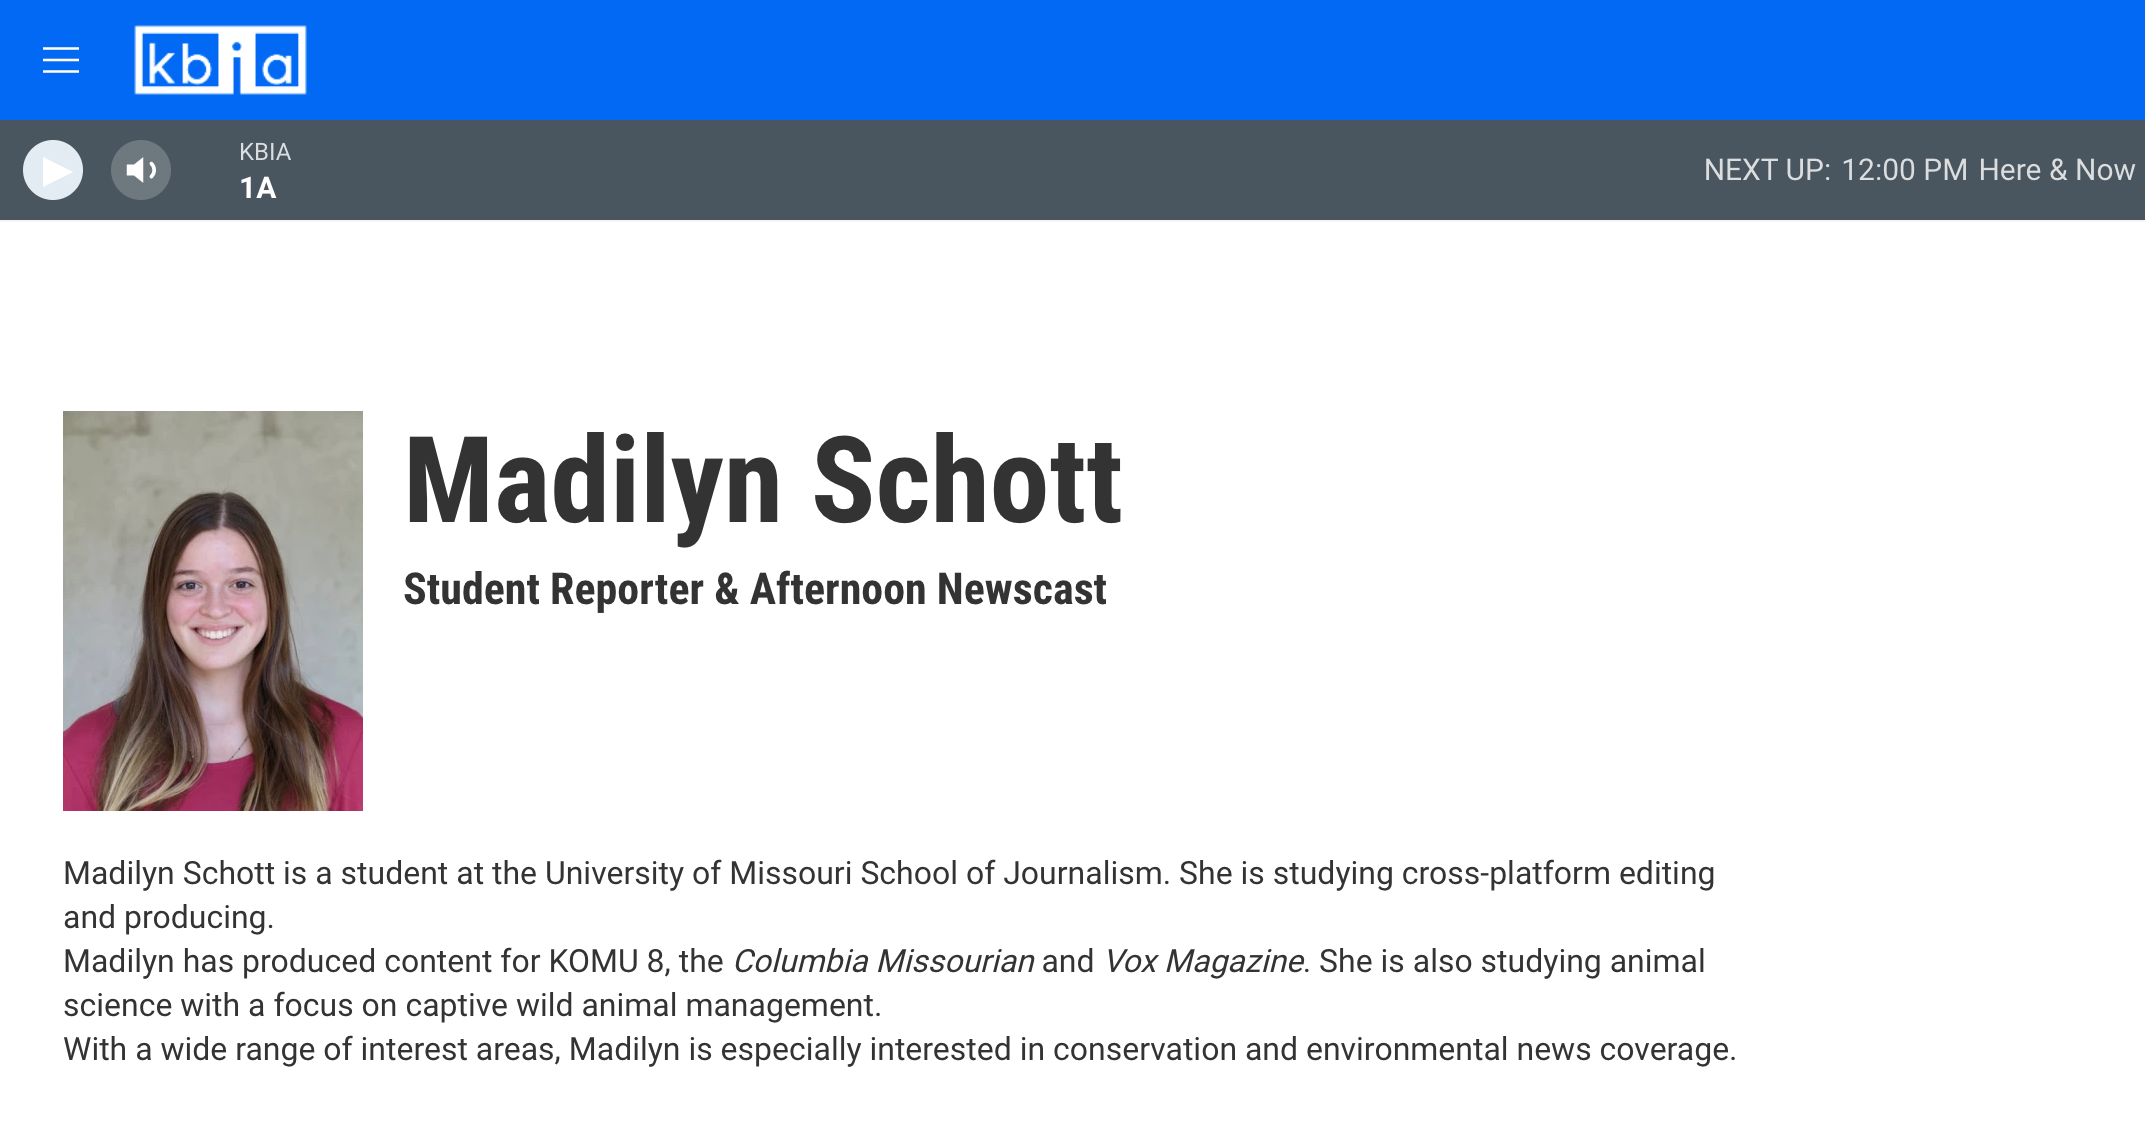 kbia
KBIA
1A
NEXT UP: 12:00 PM Here & Now
Madilyn Schott
Student Reporter & Afternoon Newscast
Madilyn Schott is a student at the University of Missouri School of Journalism. She is studying cross-platform editing
and producing.
Madilyn has produced content for KOMU 8, the Columbia Missourian and Vox Magazine. She is also studying animal
science with a focus on captive wild animal management.
With a wide range of interest areas, Madilyn is especially interested in conservation and environmental news coverage.